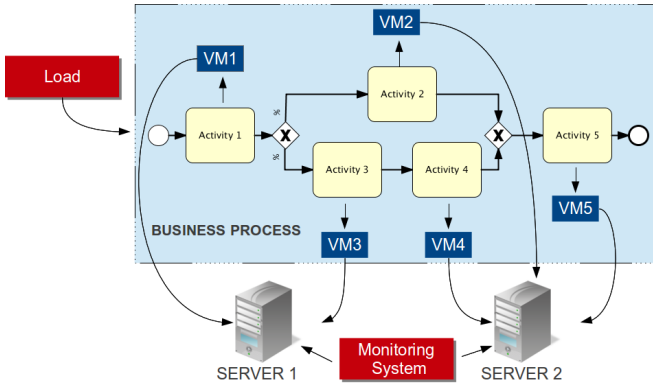 VM2
VM1
Load
%
Activity 2
Activity 1
X
X
Activity 5
%
Activity 3
Activity 4
VM5
BUSINESS PROCESS
VM3
VM4
Monitoring
System
SERVER 1
SERVER 2